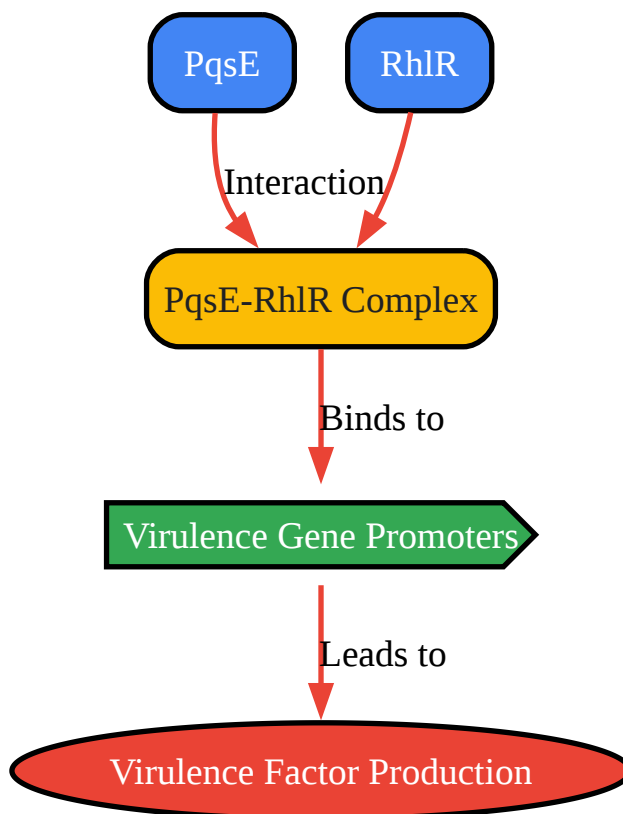 PqsE
RhlR
Interaction
PqsE-RhlR Complex
Binds to
Virulence Gene Promoters
Leads to
Virulence Factor Production